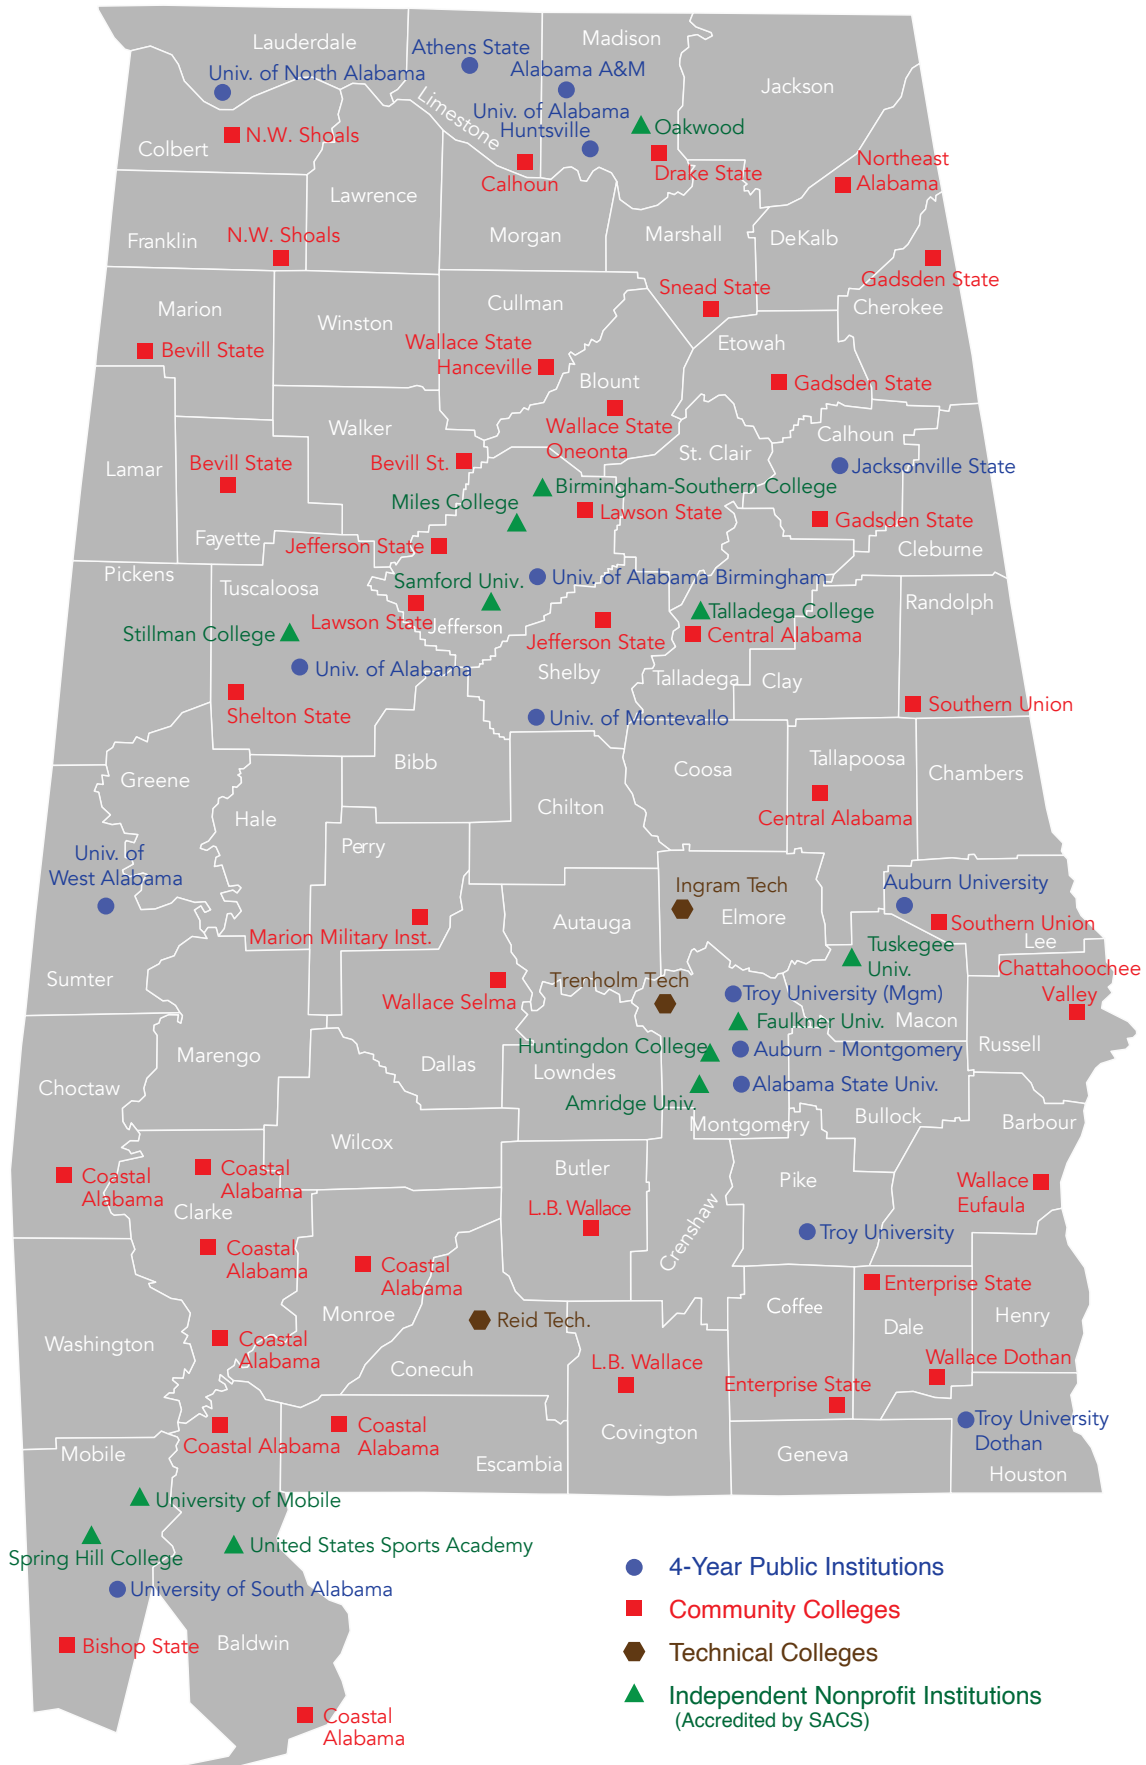 Lauderdale
Athens State
Madison
Univ. of North Alabama
Alabama A&M
Jackson
Limestone
Univ. of Alabama
Huntsville
Oakwood
N.W. Shoals
Colbert
Calhoun
Drake State
Northeast
Alabama
Lawrence
Franklin
N.W. Shoals
Morgan
Marshall
DeKalb
Gadsden State
Snead State
Cherokee
Marion
Winston
Cullman
Bevill State
Wallace State
Hanceville
Etowah
Blount
Gadsden State
Wallace State
Oneonta
Walker
Calhoun
St. Clair
Lamar
Bevill State
Bevill St.
Jacksonville State
Birmingham-Southern College
Miles College
Lawson State
Gadsden State
Fayette
Jefferson State
Cleburne
Pickens
Tuscaloosa
Samford Univ.
Univ. of Alabama Birmingham
Randolph
Lawson State
Jefferson
Talladega College
Stillman College
Jefferson State
Central Alabama
Univ. of Alabama
Shelby
Talladega
Clay
Shelton State
Univ. of Montevallo
Southern Union
Bibb
Greene
Coosa
Tallapoosa
Chambers
Hale
Chilton
Central Alabama
Perry
Univ. of
West Alabama
Ingram Tech
Auburn University
Autauga
Elmore
Southern Union
Marion Military Inst.
Lee
Tuskegee
Univ.
Chattahoochee
Valley
Sumter
Wallace Selma
Trenholm Tech
Troy University (Mgm)
Faulkner Univ.
Macon
Russell
Marengo
Dallas
Huntingdon College
Auburn - Montgomery
Lowndes
Choctaw
Alabama State Univ.
Amridge Univ.
Montgomery
Bullock
Barbour
Wilcox
Butler
Pike
Coastal
Alabama
Coastal
Alabama
Wallace
Eufaula
Clarke
L.B. Wallace
Crenshaw
Troy University
Coastal
Alabama
Coastal
Alabama
Enterprise State
Monroe
Reid Tech.
Coffee
Dale
Henry
Washington
Coastal
Alabama
Conecuh
L.B. Wallace
Wallace Dothan
Enterprise State
Coastal Alabama
Coastal
Alabama
Covington
Troy University
Dothan
Mobile
Escambia
Geneva
Houston
University of Mobile
Spring Hill College
United States Sports Academy
University of South Alabama
Bishop State
Baldwin
Coastal
Alabama
4-Year Public Institutions
Community Colleges
Technical Colleges
Independent Nonprofit Institutions
(Accredited by SACS)